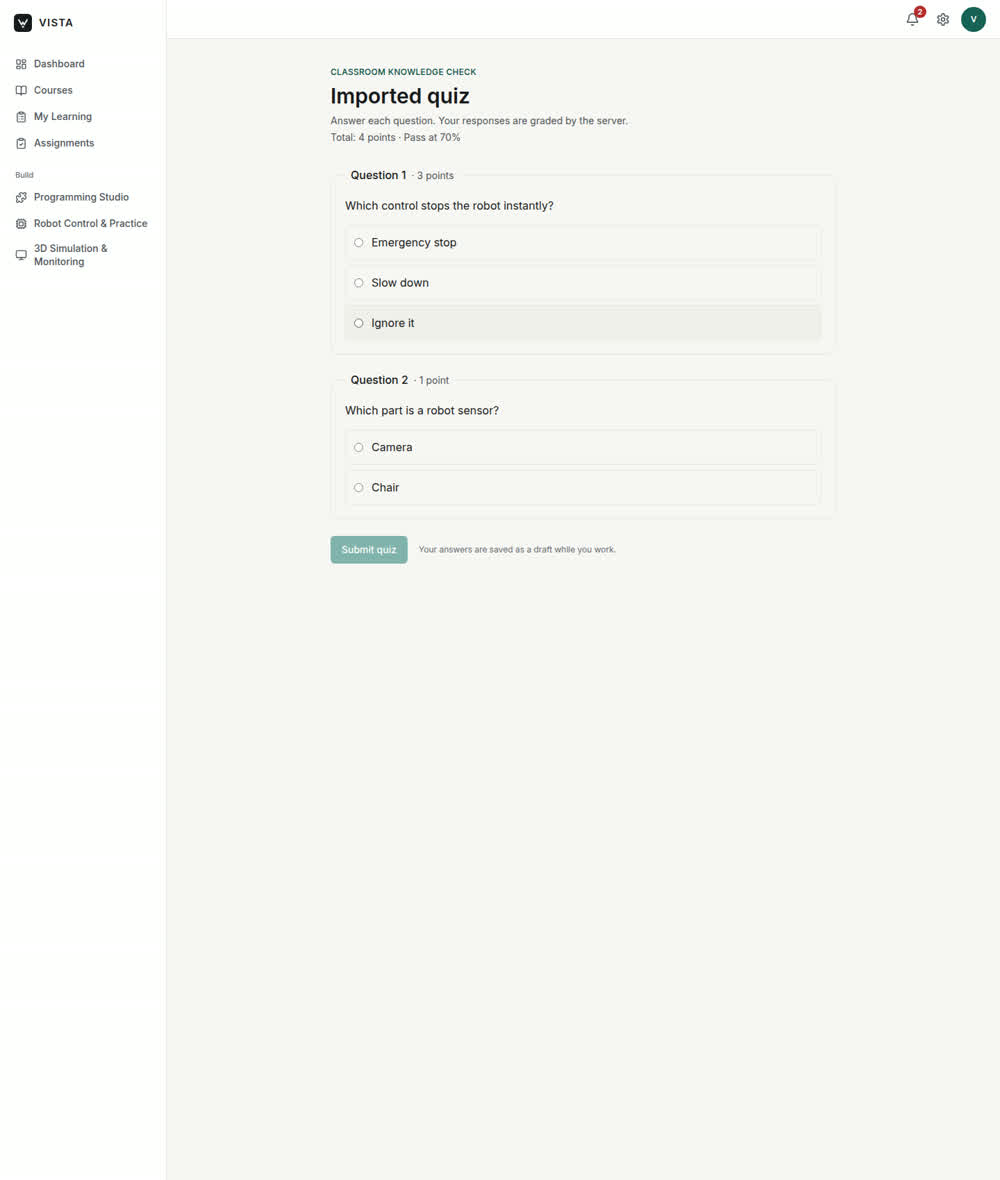 VISTA
Dashboard
Courses
My Learning
Assignments
Build
Programming Studio
Robot Control & Practice
3D Simulation &
Monitoring
2
V
CLASSROOM KNOWLEDGE CHECK
Imported quiz
Answer each question. Your responses are graded by the server.
Total: 4 points · Pass at 70%
Question 1 · 3 points
Which control stops the robot instantly?
Emergency stop
Slow down
Ignore it
Question 2 · 1 point
Which part is a robot sensor?
Camera
Chair
Submit quiz Your answers are saved as a draft while you work.